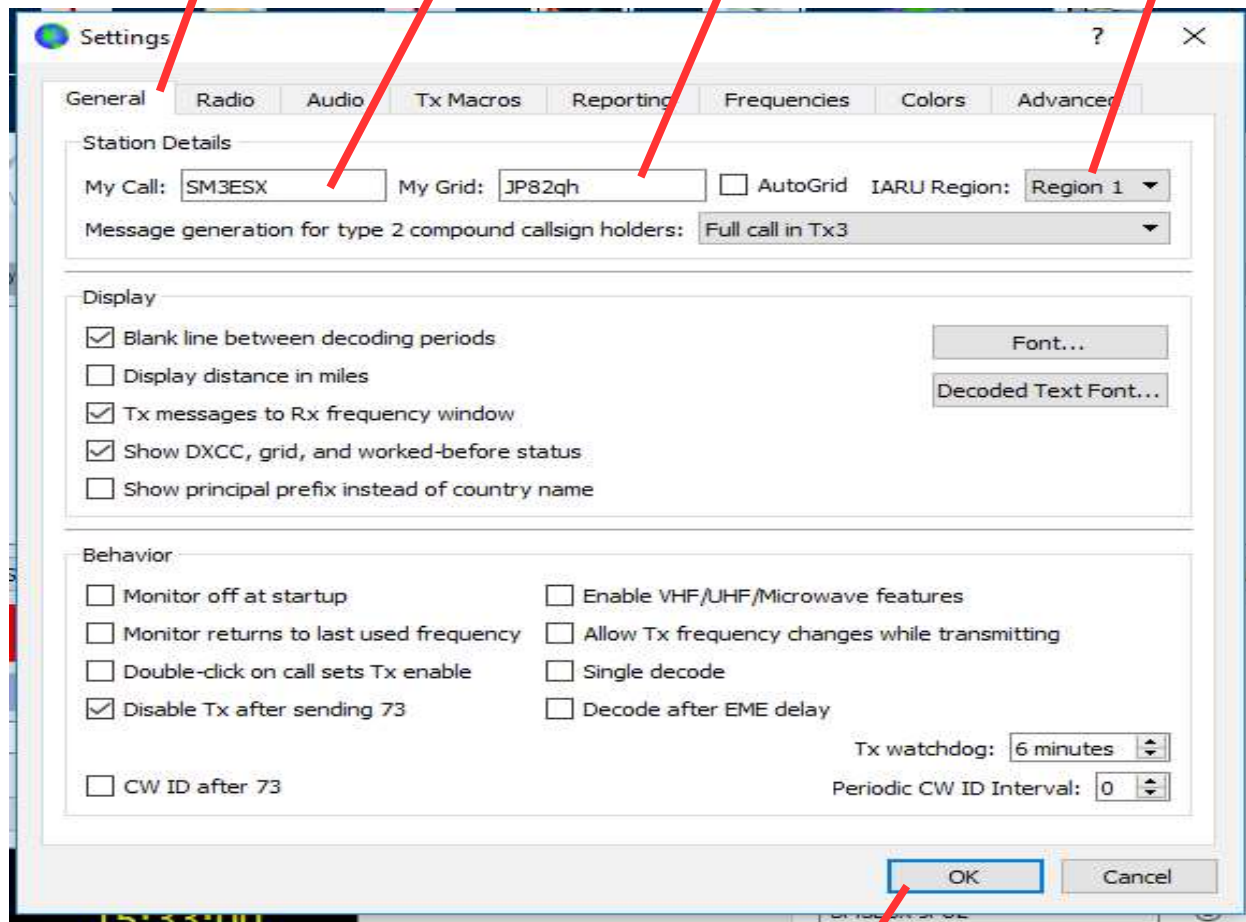 Settings ?
General Radio Audio Tx Macros Reporting Frequencies Colors Advanced
Station Details
My Call: SM3ESX My Grid: JP82qh AutoGrid IARU Region: Region 1
Message generation for type 2 compound callsign holders: Full call in Tx3
Display
Blank line between decoding periods Font...
Display distance in miles Decoded Text Font...
Tx messages to Rx frequency window
Show DXCC, grid, and worked-before status
Show principal prefix instead of country name
Behavior
Monitor off at startup Enable VHF/UHF/Microwave features
Monitor returns to last used frequency Allow Tx frequency changes while transmitting
Double-click on call sets Tx enable Single decode
Disable Tx after sending 73 Decode after EME delay
Tx watchdog: 6 minutes
CW ID after 73 Periodic CW ID Interval: 0
OK Cancel
15:33:00